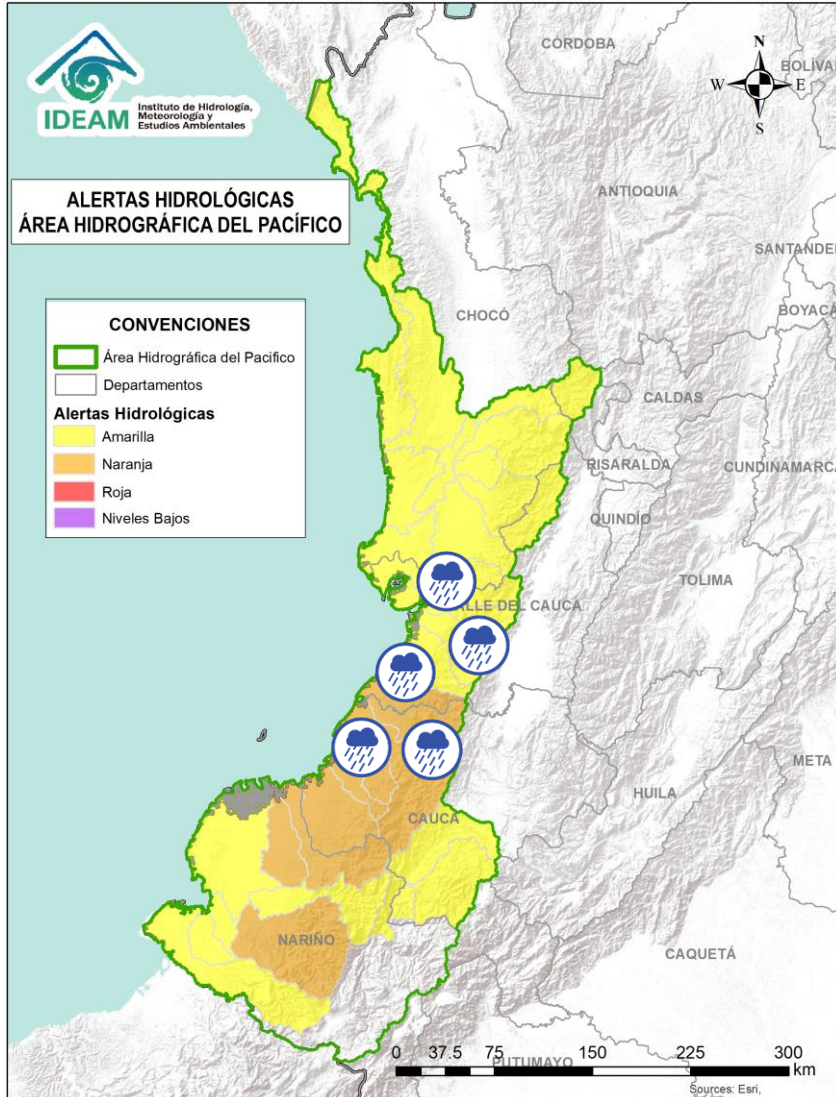 IDEAM
Instituto de Hidrología,
Meteorología y
Estudios Ambientales
ALERTAS HIDROLÓGICAS
ÁREA HIDROGRÁFICA DEL PACÍFICO
CONVENCIONES
Área Hidrográfica del Pacifico
Departamentos
Alertas Hidrológicas
Amarilla
Naranja
Roja
Niveles Bajos
N
W
E
S
CÓRDOBA
BOLÍVAR
ANTIOQUIA
SANTANDER
BOYACÁ
CHOCÓ
CALDAS
RISARALDA
CUNDINAMARCA
QUINDÍO
TOLIMA
ALLE DEL CAUCA
META
HUILA
CAUCA
NARIÑO
CAQUETÁ
PUTUMAYO
0 37.5 75 150 225 300
km
Sources: Esri,